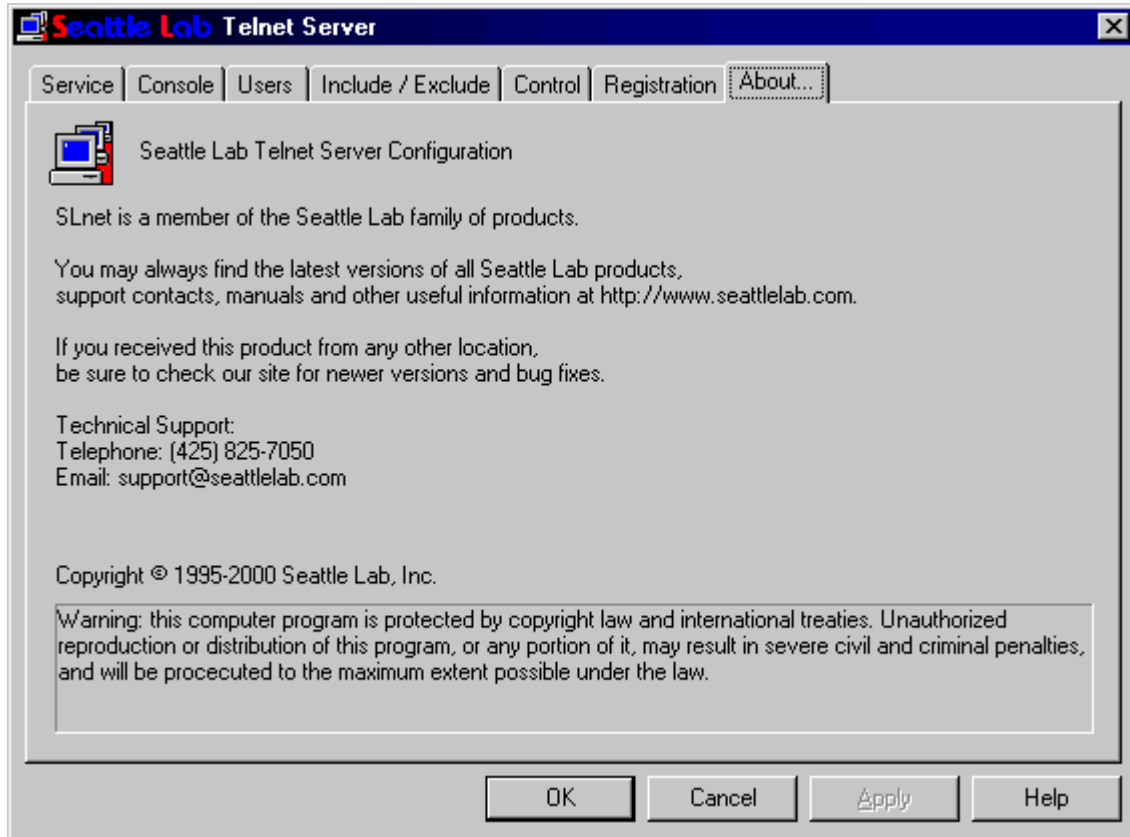 Seattle Lab Telnet Server
Service Console Users Include / Exclude Control Registration About...
Seattle Lab Telnet Server Configuration
SLnet is a member of the Seattle Lab family of products.
You may always find the latest versions of all Seattle Lab products,
support contacts, manuals and other useful information at http://www.seattlelab.com.
If you received this product from any other location,
be sure to check our site for newer versions and bug fixes.
Technical Support:
Telephone: (425) 825-7050
Email: support@seattlelab.com
Copyright © 1995-2000 Seattle Lab, Inc.
Warning: this computer program is protected by copyright law and international treaties. Unauthorized
reproduction or distribution of this program, or any portion of it, may result in severe civil and criminal penalties,
and will be procecuted to the maximum extent possible under the law.
OK Cancel Apply Help